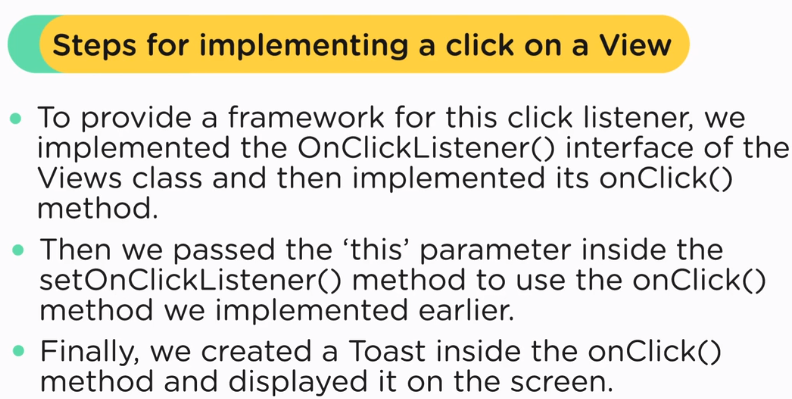 Steps for implementing a click on a View
• To provide a framework for this click listener, we
implemented the OnClickListener() interface of the
Views class and then implemented its onClick()
method.
• Then we passed the ‘this’ parameter inside the
setOnClickListener() method to use the onClick()
method we implemented earlier.
• Finally, we created a Toast inside the onClick()
method and displayed it on the screen.